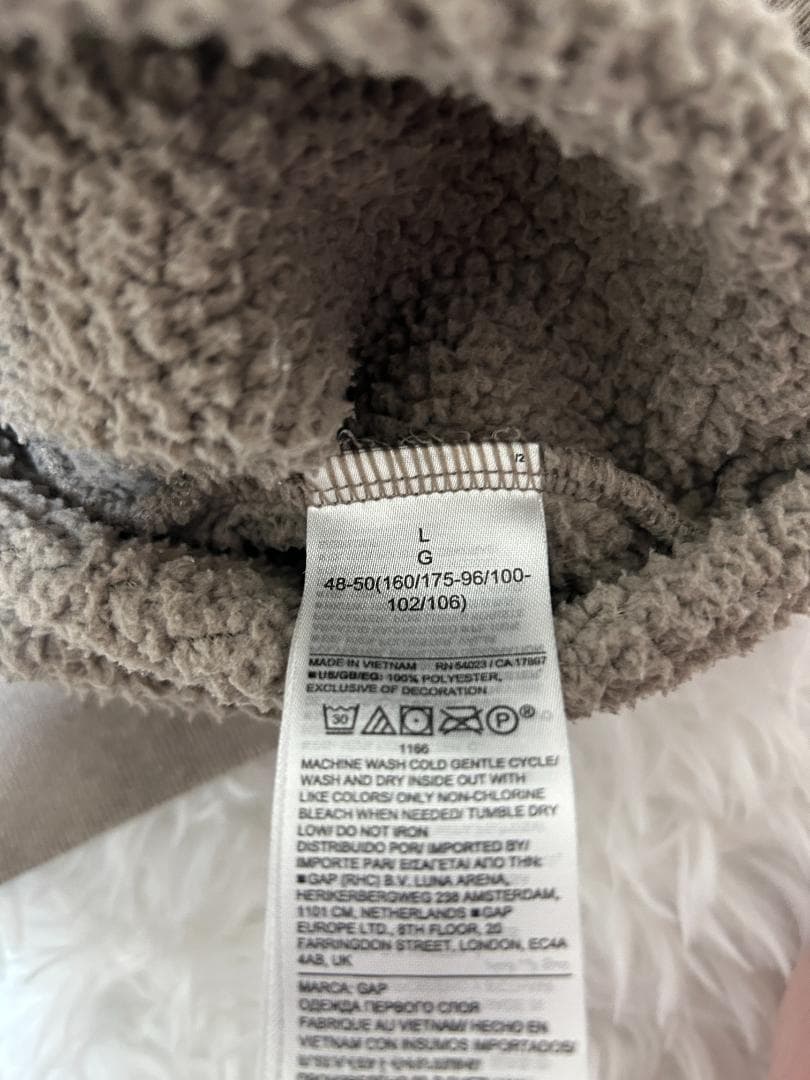 /2
L
G
48-50(160/175-96/100-
102/106)
MADE IN VIETNAM RN 54023 / CA 17897
■US/GB/EG: 100% POLYESTER,
EXCLUSIVE OF DECORATION
30 P®
1166
MACHINE WASH COLD GENTLE CYCLE/
WASH AND DRY INSIDE OUT WITH
LIKE COLORS/ ONLY NON-CHLORINE
BLEACH WHEN NEEDED/ TUMBLE DRY
LOW/ DO NOT IRON
DISTRIBUIDO POR/ IMPORTED BY/
IMPORTE PAR/ ΕΙΣΑΓΕΤΑΙ ΑΠΟ ΤΗΝ:
■GAP (RHC) B.V. LUNA ARENA,
HERIKERBERGWEG 238 AMSTERDAM,
1101 CM, NETHERLANDS ■GAP
EUROPE LTD., 8TH FLOOR, 20
FARRINGDON STREET, LONDON, EC4A
4AB, UK
MARCA: GAP
ОДЕЖДА ПЕРВОГО СЛОЯ
FABRIQUE AU VIETNAM/ HECHO EN
VIETNAM CON INSUMOS IMPORTADOS/